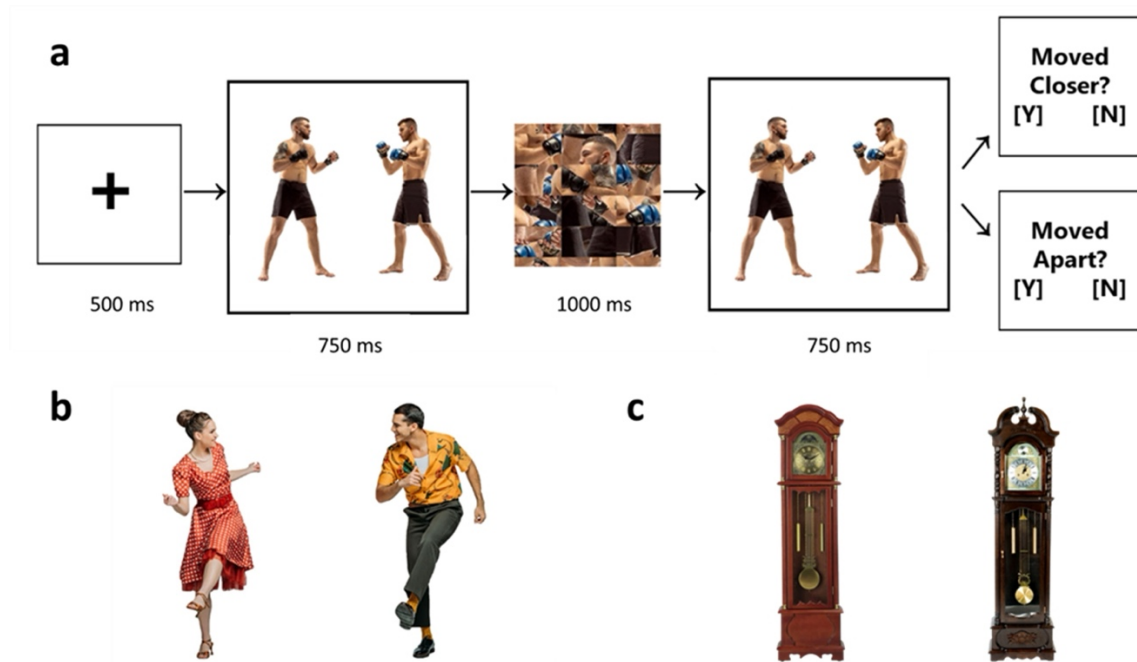 a
+
500 ms
750 ms
1000 ms
750 ms
Moved
Closer?
[Y] [N]
Moved
Apart?
[Y] [N]
b
c